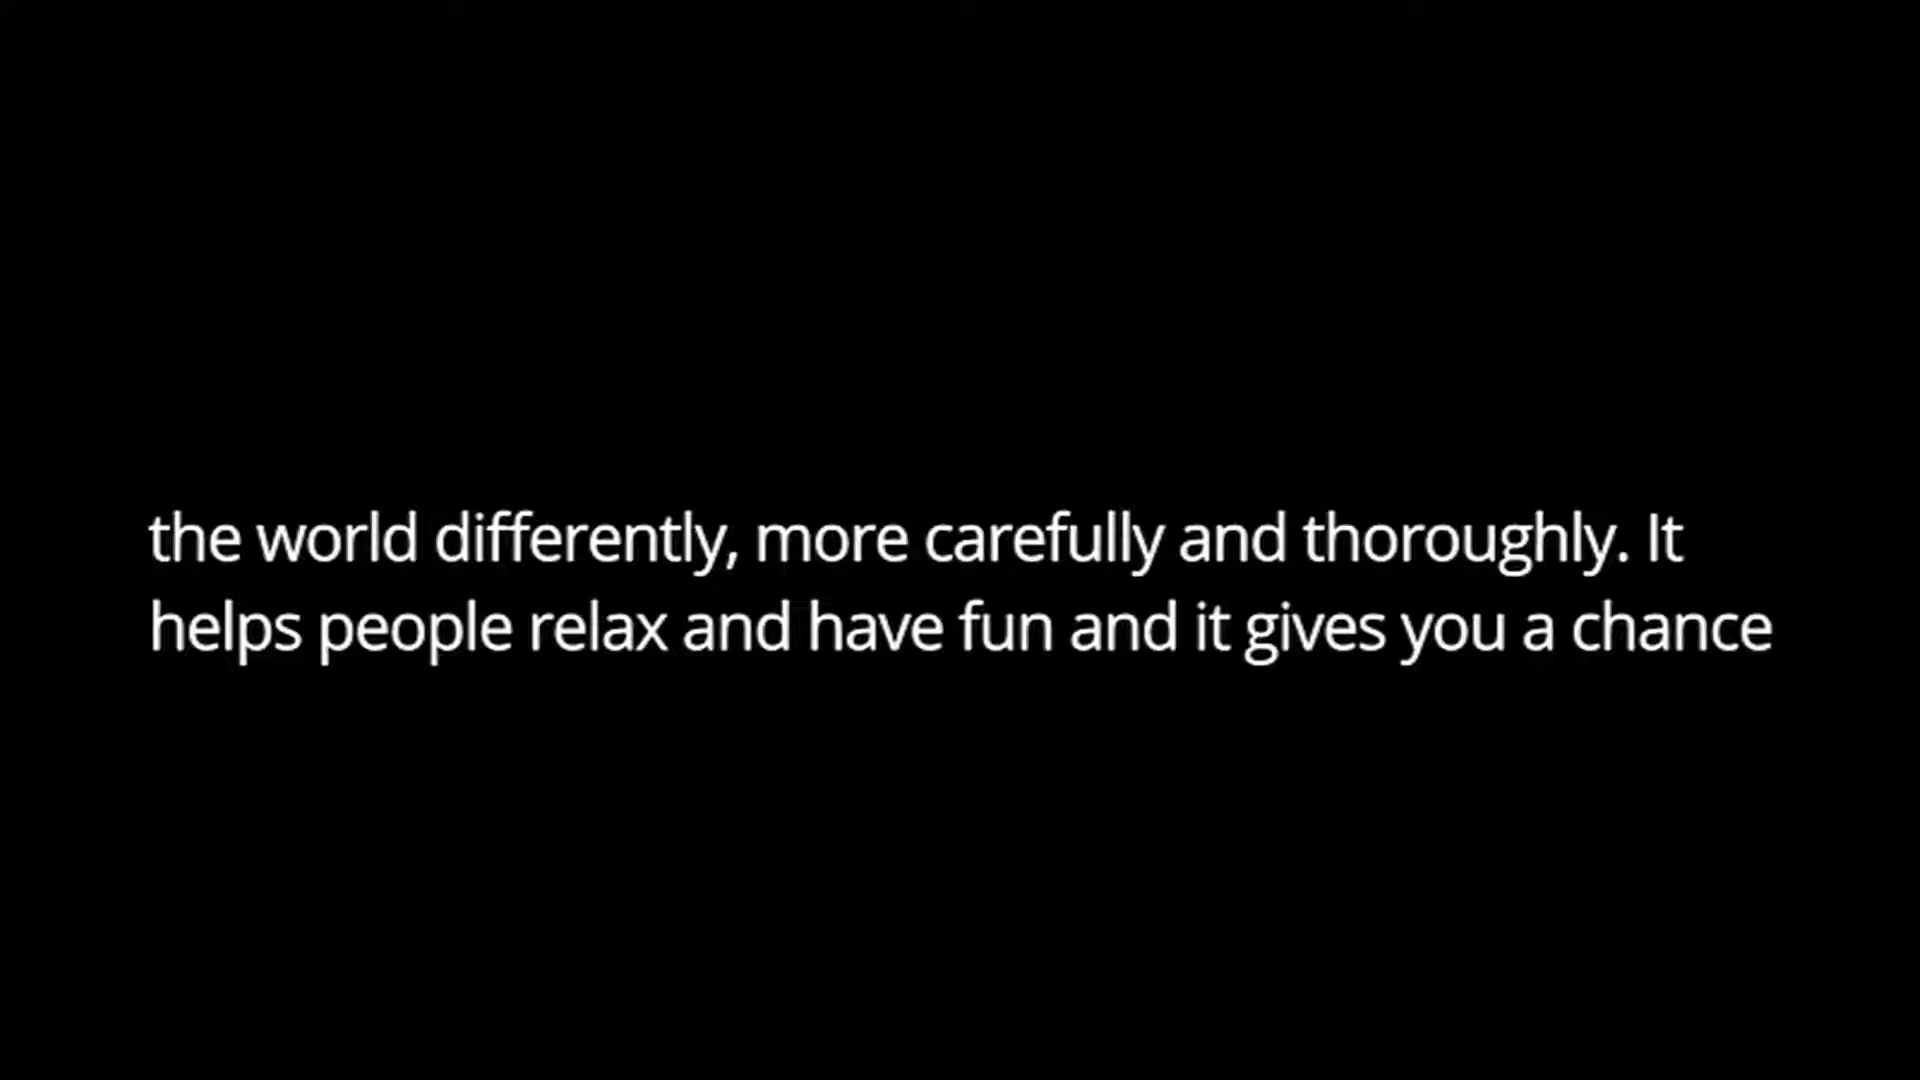 the world differently, more carefully and thoroughly. It
helps people relax and have fun and it gives you a chance